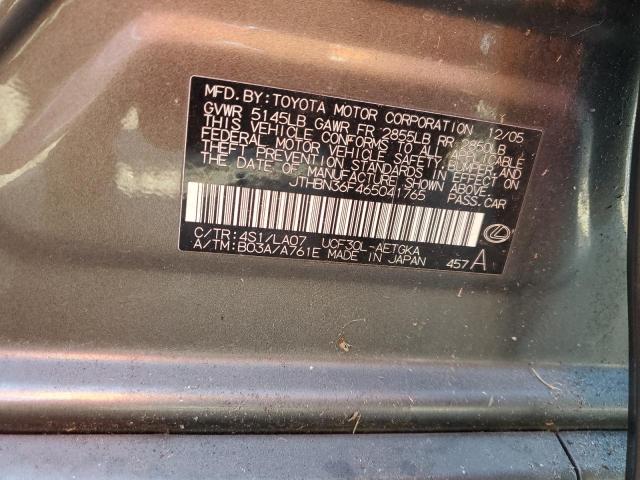 MFD. BY: TOYOTA MOTOR CORPORATION 12/05
GVWR 5145LB GAWR FR 2855LB RR 2850LB
THIS VEHICLE CONFORMS TO ALL APPLICABLE
FEDERAL MOTOR VEHICLE SAFETY, BUMPER, AND
THEFT PREVENTION STANDARDS IN EFFECT ON
THE DATE OF MANUFACTURE SHOWN ABOVE.
JTHBN36F465041765 PASS.CAR
C/TR: 4S1/LA07 UCF30L-AETGKA
A/TM: B03A/A761E MADE IN JAPAN 457 A